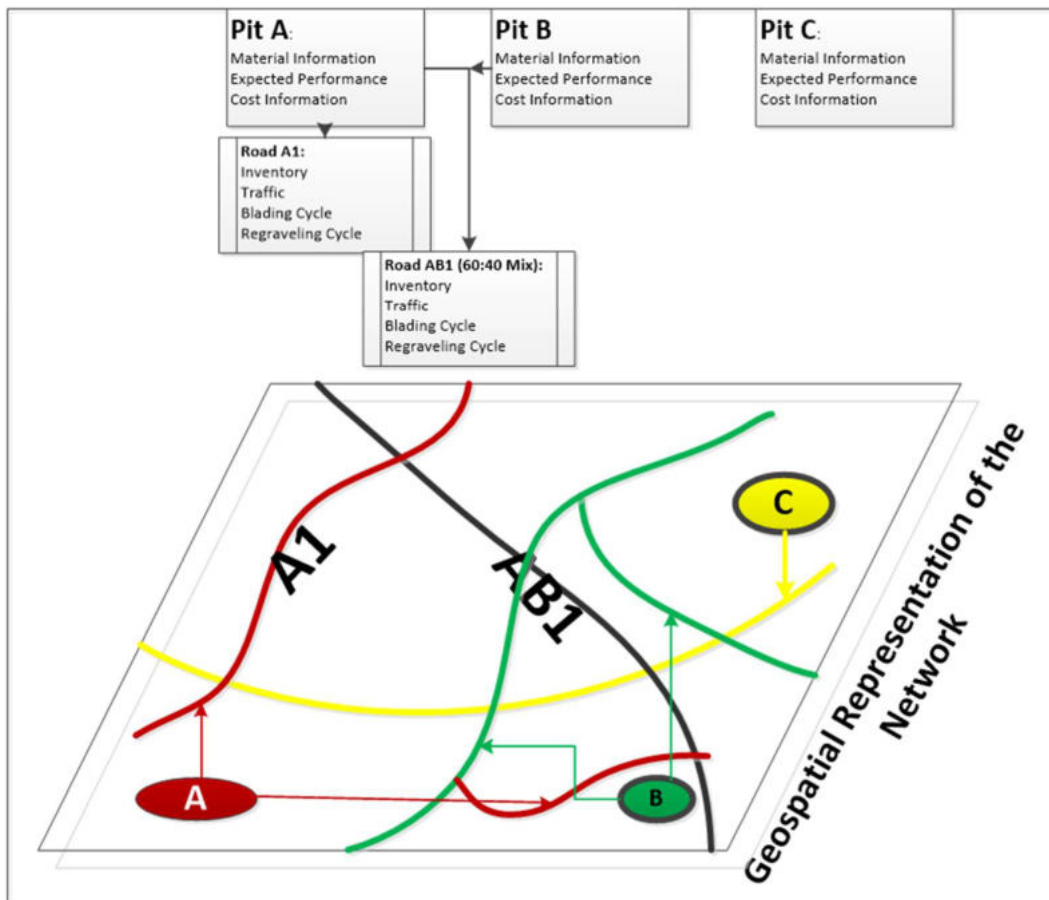 Pit A:
Material Information
Expected Performance
Cost Information
Pit B
Material Information
Expected Performance
Cost Information
Pit C:
Material Information
Expected Performance
Cost Information
Road A1:
Inventory
Traffic
Blading Cycle
Regraveling Cycle
Road AB1 (60:40 Mix):
Inventory
Traffic
Blading Cycle
Regraveling Cycle
A1
AB1
C
A
B
Geospatial Representation of the
Network